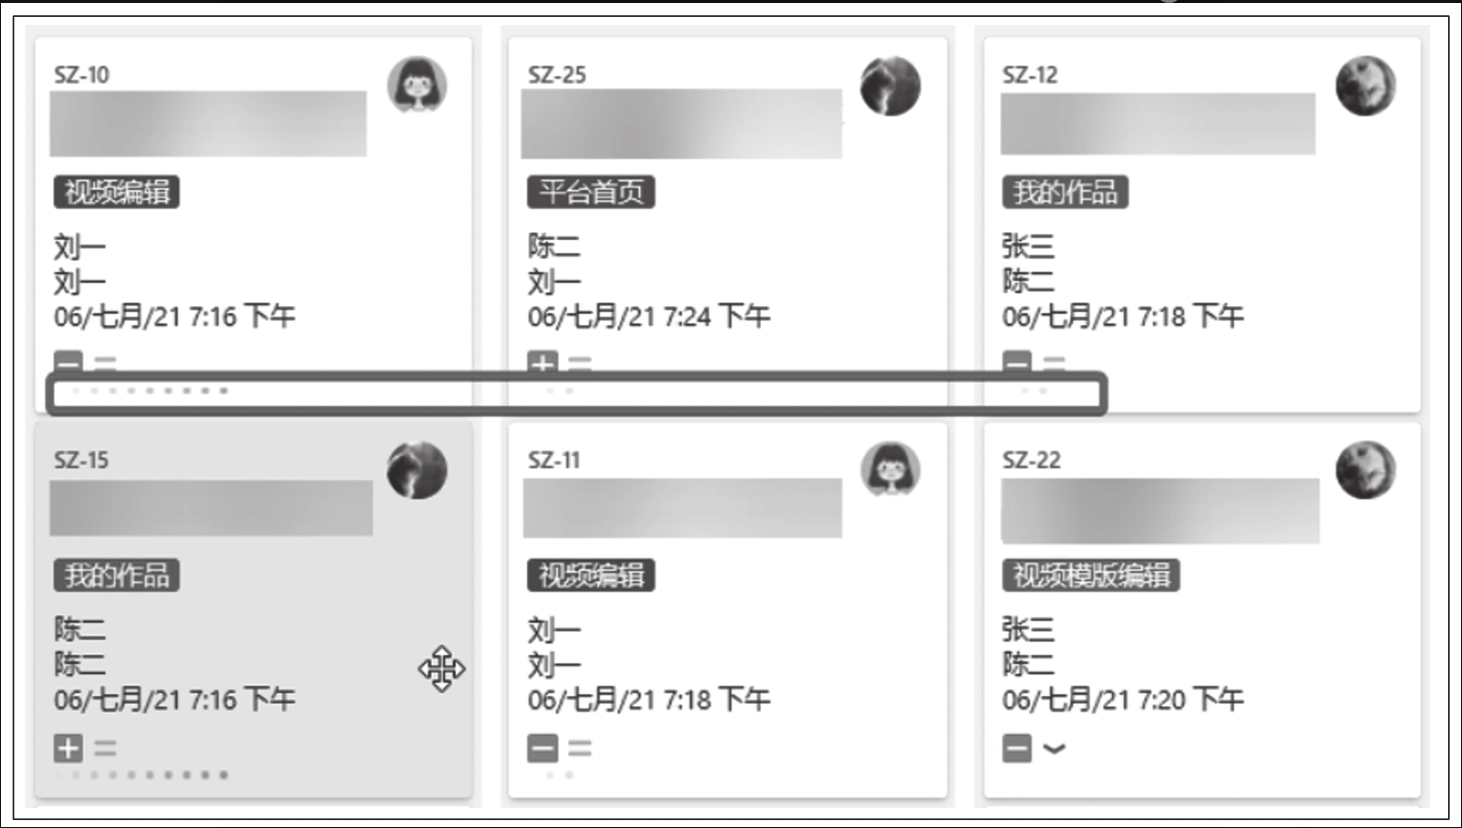 SZ-10
视频编辑
刘一
刘一
06/七月/21 7:16 下午
SZ-25
平台首页
陈二
刘一
06/七月/21 7:24 下午
SZ-12
我的作品
张三
陈二
06/七月/21 7:18 下午
SZ-15
我的作品
陈二
陈二
06/七月/21 7:16 下午
SZ-11
视频编辑
刘一
刘一
06/七月/21 7:18 下午
SZ-22
视频模版编辑
张三
陈二
06/七月/21 7:20 下午